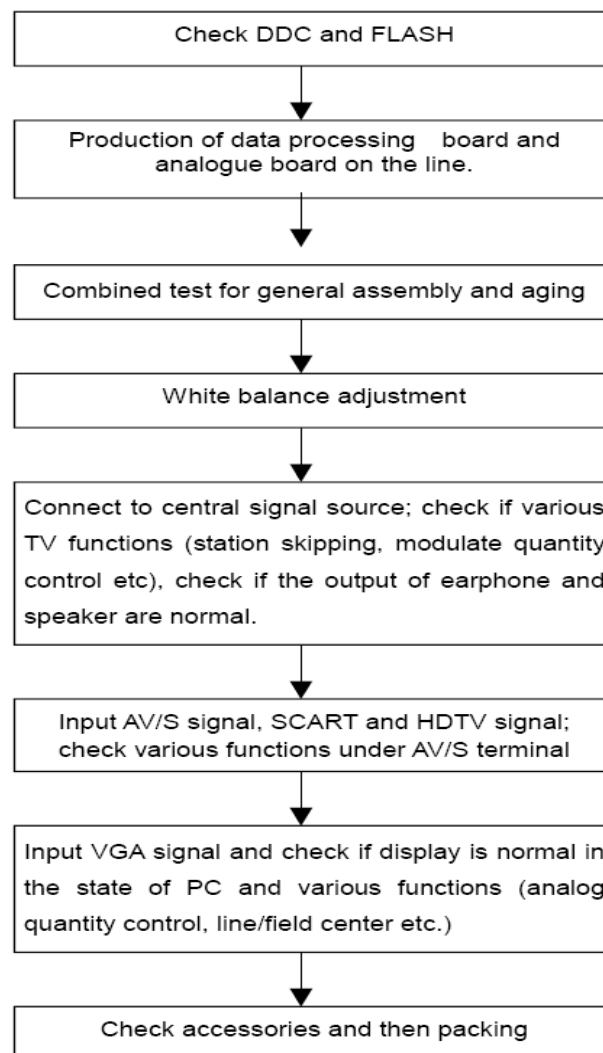 Check DDC and FLASH
Production of data processing board and
analogue board on the line.
Combined test for general assembly and aging
White balance adjustment
Connect to central signal source; check if various
TV functions (station skipping, modulate quantity
control etc), check if the output of earphone and
speaker are normal.
Input AV/S signal, SCART and HDTV signal;
check various functions under AV/S terminal
Input VGA signal and check if display is normal in
the state of PC and various functions (analog
quantity control, line/field center etc.)
Check accessories and then packing